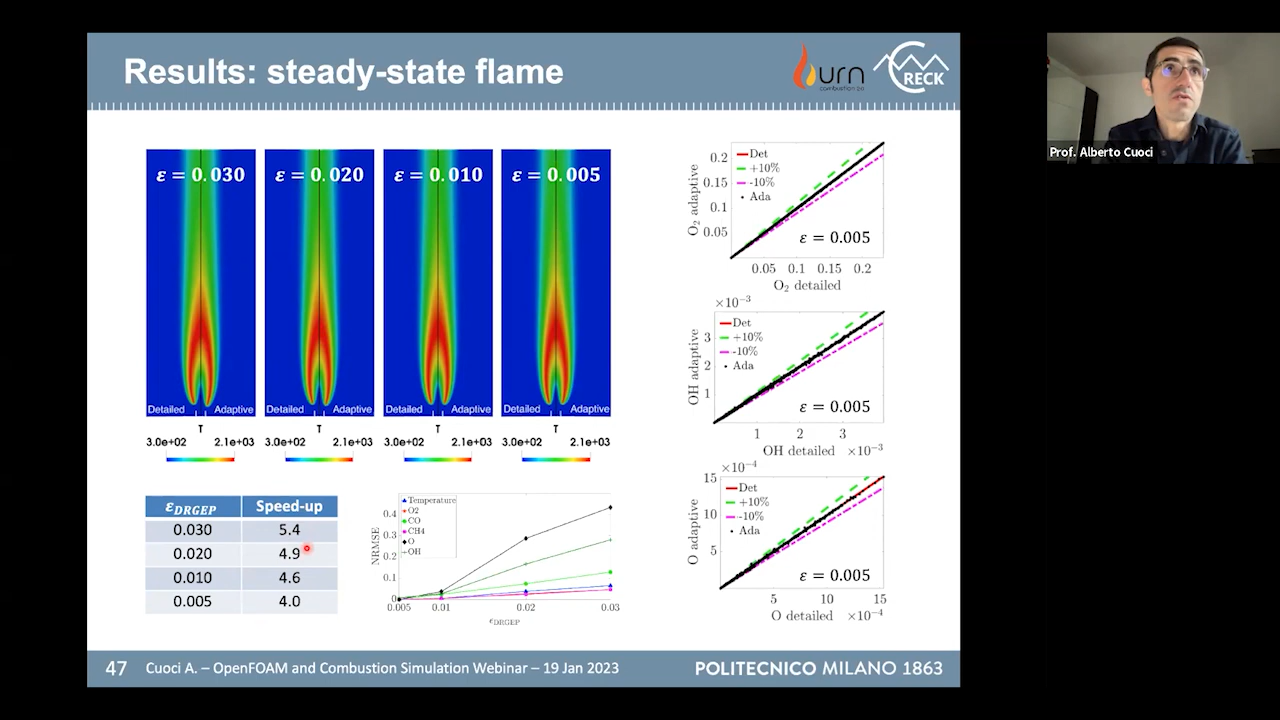 Results: steady-state flame
burn
combustion.be
CRECK
Prof. Alberto Cuoci
ε = 0.030
ε = 0.020
ε = 0.010
ε = 0.005
Detailed Adaptive
Detailed Adaptive
Detailed Adaptive
Detailed Adaptive
T
T
T
T
3.0e+02 2.1e+03
3.0e+02 2.1e+03
3.0e+02 2.1e+03
3.0e+02 2.1e+03
εDRGEP Speed-up
0.030 5.4
0.020 4.9
0.010 4.6
0.005 4.0
Temperature
O2
CO
CH4
O
OH
NRMSE
0.4
0.3
0.2
0.1
0
0.005 0.01 0.02 0.03
εDRGEP
Det
+10%
-10%
Ada
O2 adaptive
0.2
0.15
0.1
0.05
ε = 0.005
0.05 0.1 0.15 0.2
O2 detailed
×10⁻³
Det
+10%
-10%
Ada
OH adaptive
3
2
1
ε = 0.005
1 2 3
OH detailed ×10⁻³
×10⁻⁴
Det
+10%
-10%
Ada
O adaptive
15
10
5
ε = 0.005
5 10 15
O detailed ×10⁻⁴
47 Cuoci A. – OpenFOAM and Combustion Simulation Webinar – 19 Jan 2023
POLITECNICO MILANO 1863